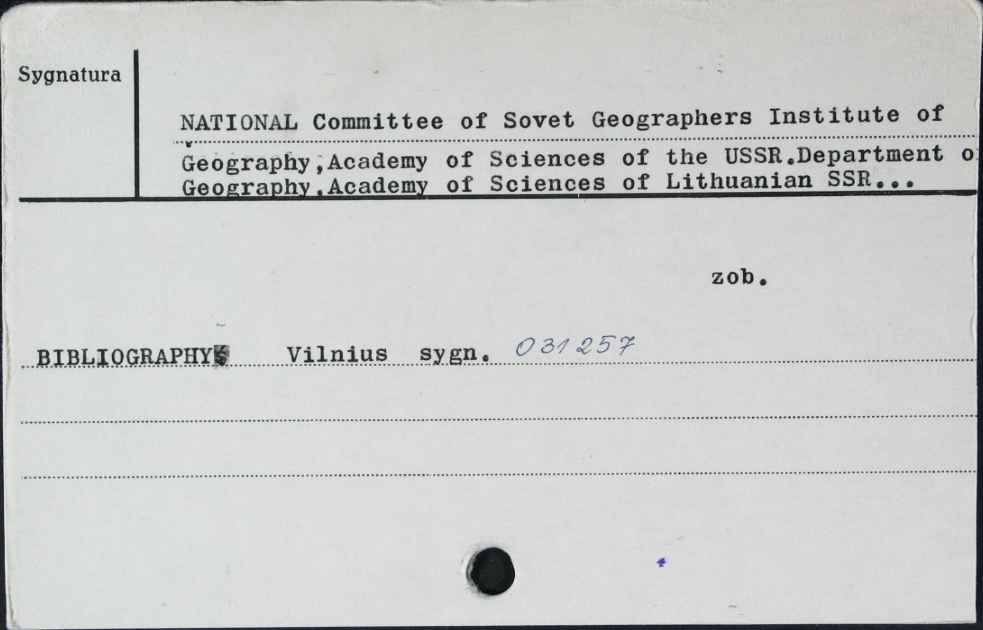 Sygnatura
NATIONAL Committee of Sovet Geographers Institute of
Geography,Academy of Sciences of the USSR.Department o
Geography.Academy of Sciences of Lithuanian SSR...
zob.
BIBLIOGRAPHY Vilnius sygn. 031257